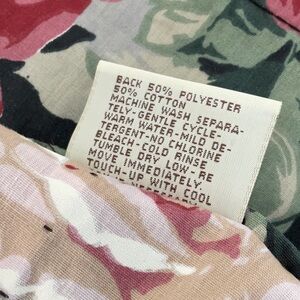 BACK 50% POLYESTER
50% COTTON
MACHINE WASH SEPARA-
TELY-GENTLE CYCLE-
WARM WATER-MILD DE-
TERGENT-NO CHLORINE
BLEACH-COLD RINSE
TUMBLE DRY LOW-RE
MOVE IMMEDIATELY.
TOUCH-UP WITH COOL